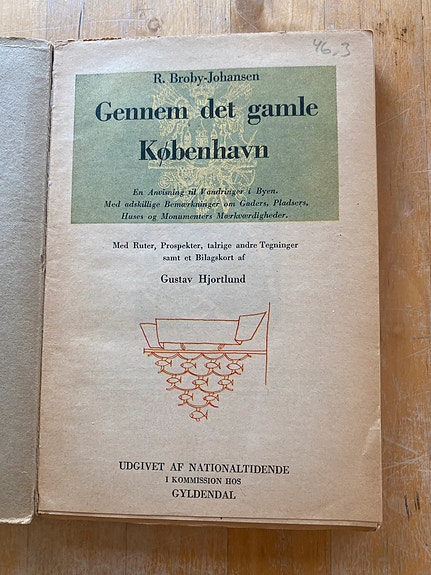 46.3
R. Broby-Johansen
Gennem det gamle
København
En Anvisning til Vandringer i Byen.
Med adskillige Bemærkninger om Gaders, Pladsers,
Huses og Monumenters Mærkværdigheder.
Med Ruter, Prospekter, talrige andre Tegninger
samt et Bilagskort af
Gustav Hjortlund
UDGIVET AF NATIONALTIDENDE
I KOMMISSION HOS
GYLDENDAL